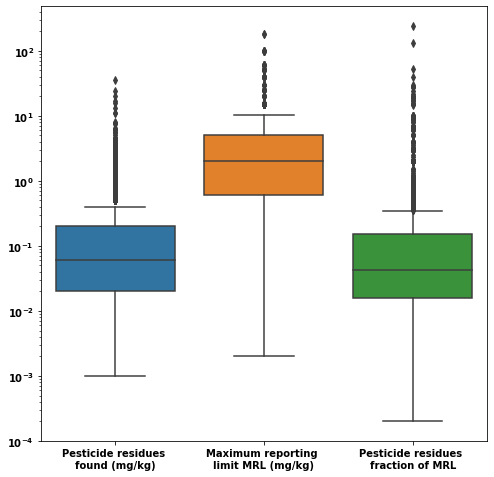 10²
10¹
10⁰
10⁻¹
10⁻²
10⁻³
10⁻⁴
Pesticide residues
found (mg/kg)
Maximum reporting
limit MRL (mg/kg)
Pesticide residues
fraction of MRL